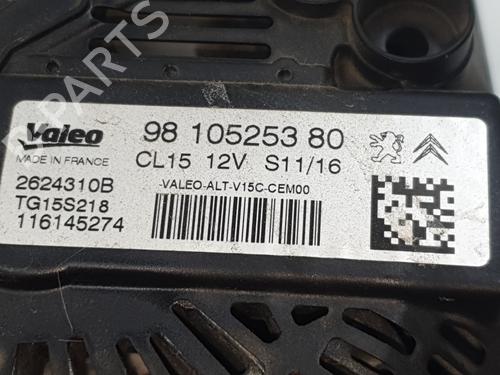 B-PARTS
Valeo
MADE IN FRANCE
98 105253 80
CL15 12V S11/16
2624310B
TG15S218
116145274
-VALEO-ALT-V15C-CEM00